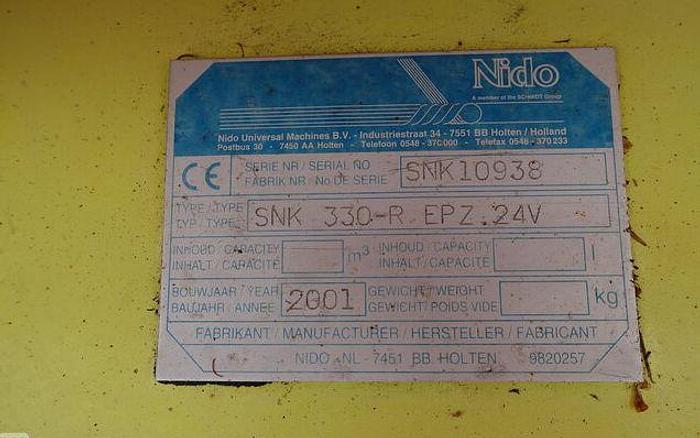 Nido
A member of the SCHMIDT Group
Nido Universal Machines B.V. - Industriestraat 34 - 7551 BB Holten / Holland
Postbus 30 - 7450 AA Holten - Telefoon 0548 - 370000 - Telefax 0548 - 370233
CE
SERIE NR / SERIAL NO
FABRIK NR / No DE SERIE
SNK10938
TYPE / TYPE
TYP / TYPE
SNK 330-R EPZ 24V
INHOUD / CAPACITY
INHALT / CAPACITÉ
m³
INHOUD / CAPACITY
INHALT / CAPACITE
l
BOUWJAAR / YEAR
BAUJAHR / ANNEE
2001
GEWICHT / WEIGHT
GEWICHT / POIDS VIDE
kg
FABRIKANT / MANUFACTURER / HERSTELLER / FABRICANT
NIDO - NL - 7451 BB HOLTEN
9820257